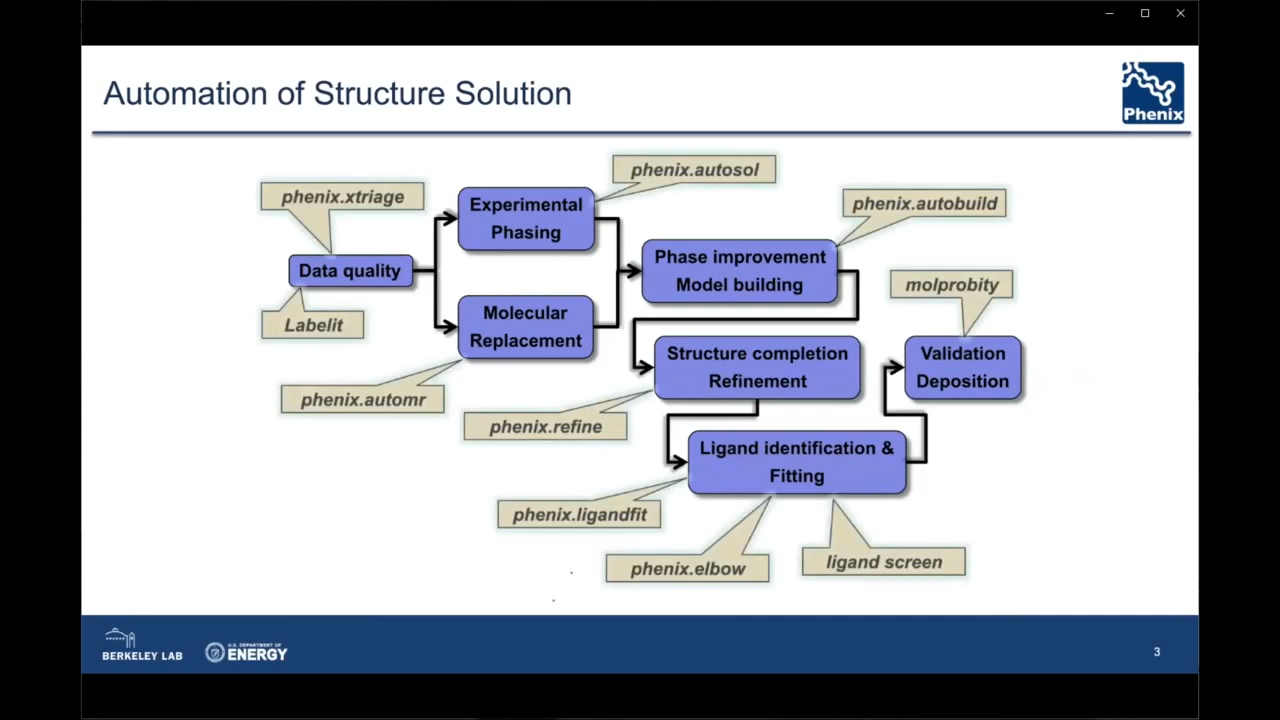 Automation of Structure Solution
Phenix
phenix.autosol
phenix.xtriage
Experimental
Phasing
phenix.autobuild
Data quality
Phase improvement
Model building
molprobity
Labelit
Molecular
Replacement
Structure completion
Refinement
Validation
Deposition
phenix.automr
phenix.refine
Ligand identification &
Fitting
phenix.ligandfit
phenix.elbow
ligand screen
BERKELEY LAB
U.S. DEPARTMENT OF
ENERGY
3